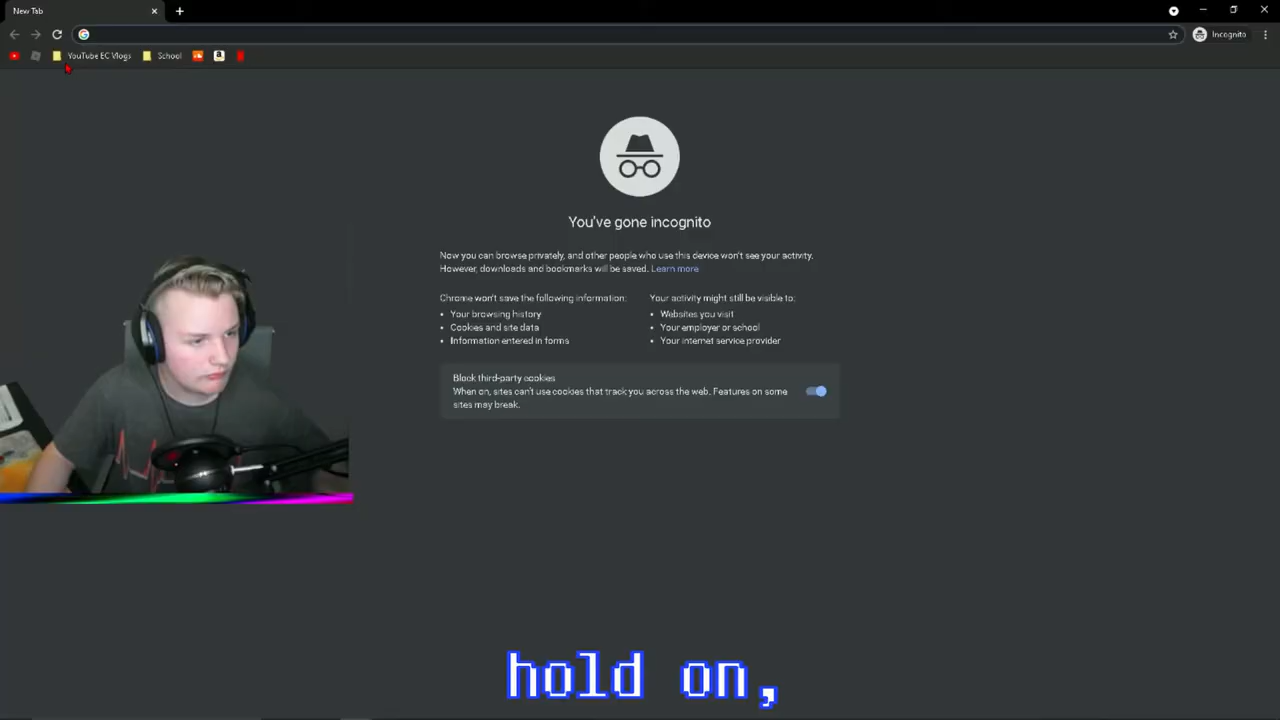 New Tab
Incognito
YouTube EC Vlogs
School
You've gone incognito
Now you can browse privately, and other people who use this device won't see your activity.
However, downloads and bookmarks will be saved. Learn more
Chrome won't save the following information:
• Your browsing history
• Cookies and site data
• Information entered in forms
Your activity might still be visible to:
• Websites you visit
• Your employer or school
• Your internet service provider
Block third-party cookies
When on, sites can't use cookies that track you across the web. Features on some
sites may break.
hold on,